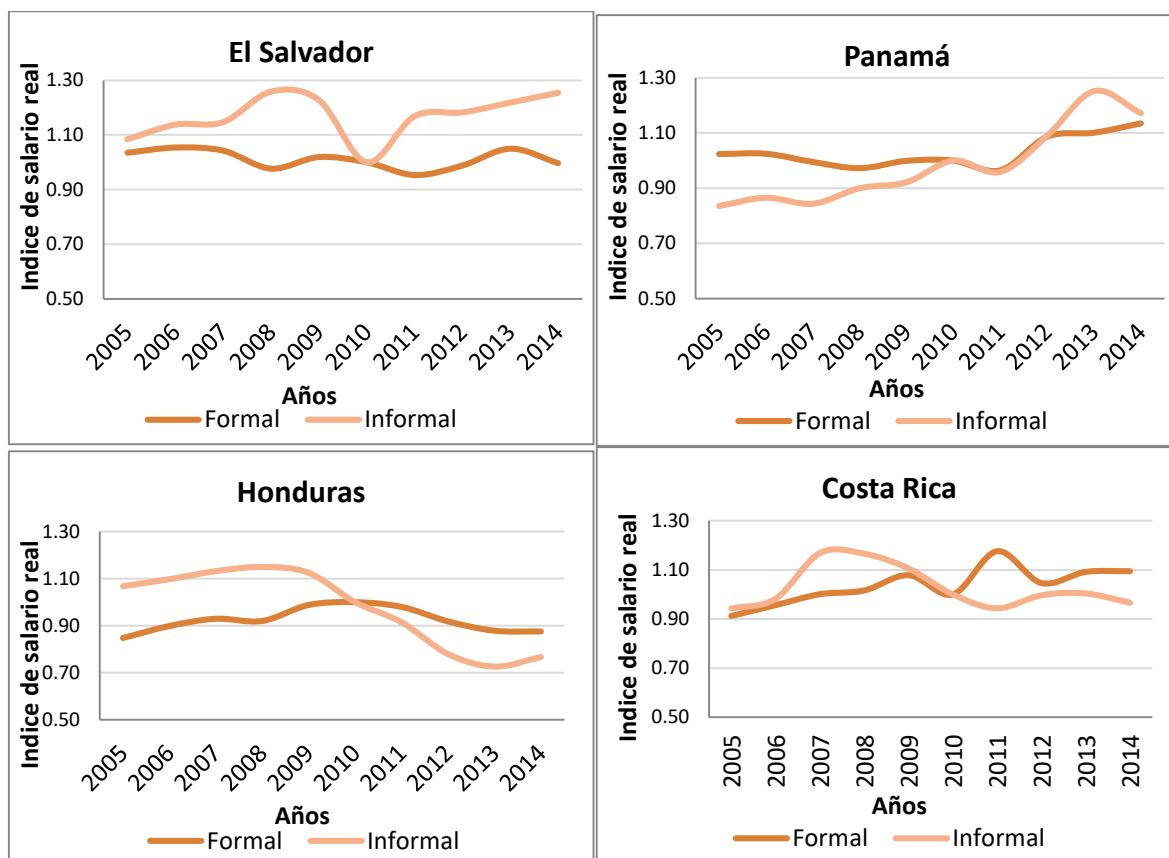 El Salvador
Indice de salario real
1.30
1.10
0.90
0.70
0.50
2005 2006 2007 2008 2009 2010 2011 2012 2013 2014
Años
Formal Informal
Panamá
Indice de salario real
1.30
1.10
0.90
0.70
0.50
2005 2006 2007 2008 2009 2010 2011 2012 2013 2014
Años
Formal Informal
Honduras
Indice de salario real
1.30
1.10
0.90
0.70
0.50
2005 2006 2007 2008 2009 2010 2011 2012 2013 2014
Años
Formal Informal
Costa Rica
Indice de salario real
1.30
1.10
0.90
0.70
0.50
2005 2006 2007 2008 2009 2010 2011 2012 2013 2014
Años
Formal Informal